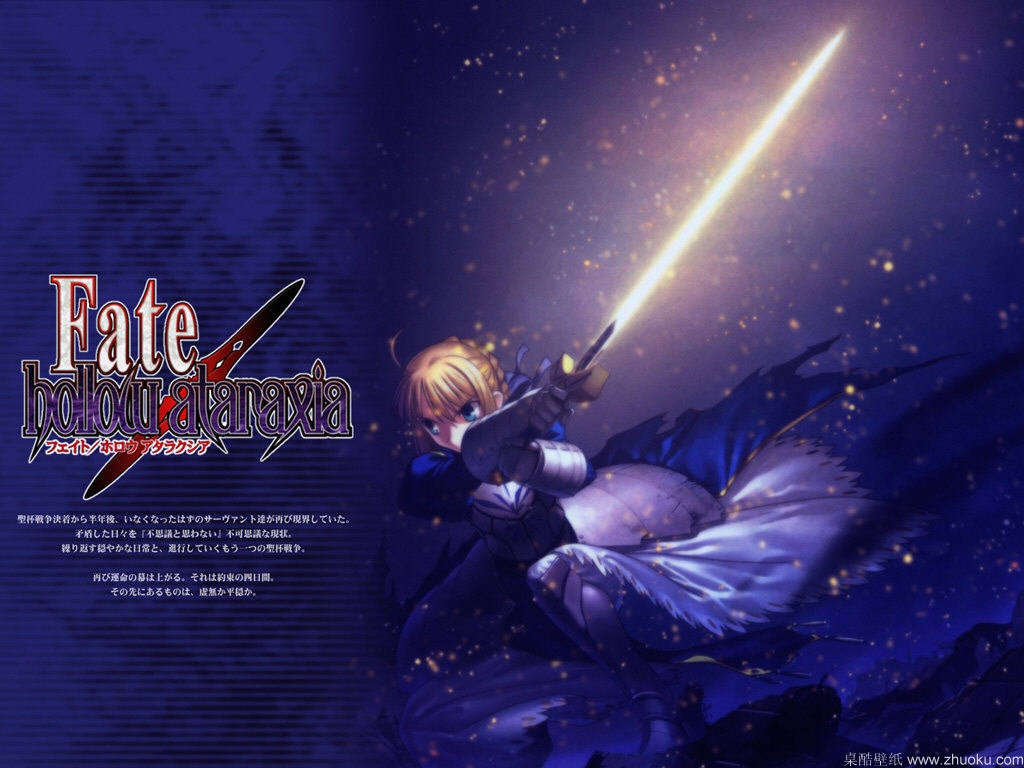 Fate
hollow ataraxia
フェイト/ホロウ アタラクシア
聖杯戦争決着から半年後、いなくなったはずのサーヴァント達が再び現界していた。
矛盾した日々を『不思議と思わない』不可思議な現状。
繰り返す穏やかな日常と、進行していくもう一つの聖杯戦争。
再び運命の幕は上がる。それは約束の四日間。
その先にあるものは、虚無か平穏か。
桌酷壁纸 www.zhuoku.com